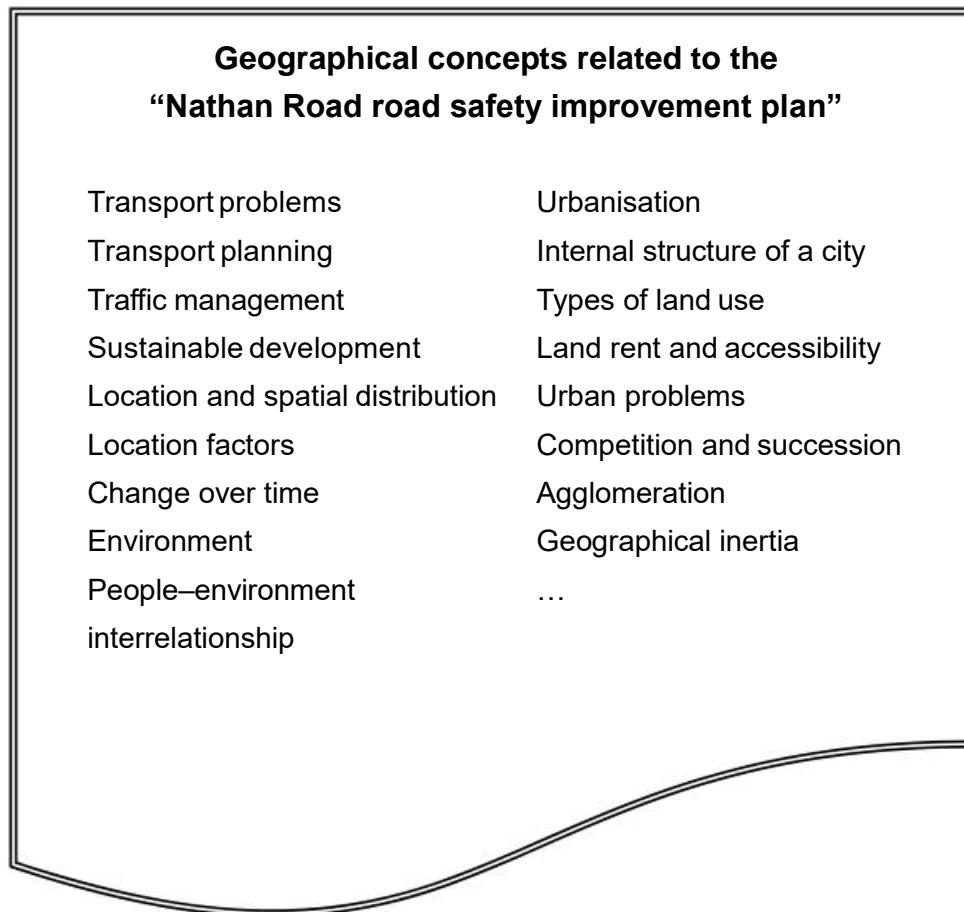 Geographical concepts related to the
“Nathan Road road safety improvement plan”
Transport problems
Transport planning
Traffic management
Sustainable development
Location and spatial distribution
Location factors
Change over time
Environment
People–environment
interrelationship
Urbanisation
Internal structure of a city
Types of land use
Land rent and accessibility
Urban problems
Competition and succession
Agglomeration
Geographical inertia
…